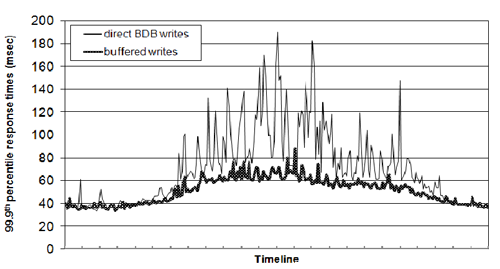 200
180
160
140
120
100
80
60
40
20
0
99.9th percentile response times (msec)
direct BDB writes
buffered writes
Timeline